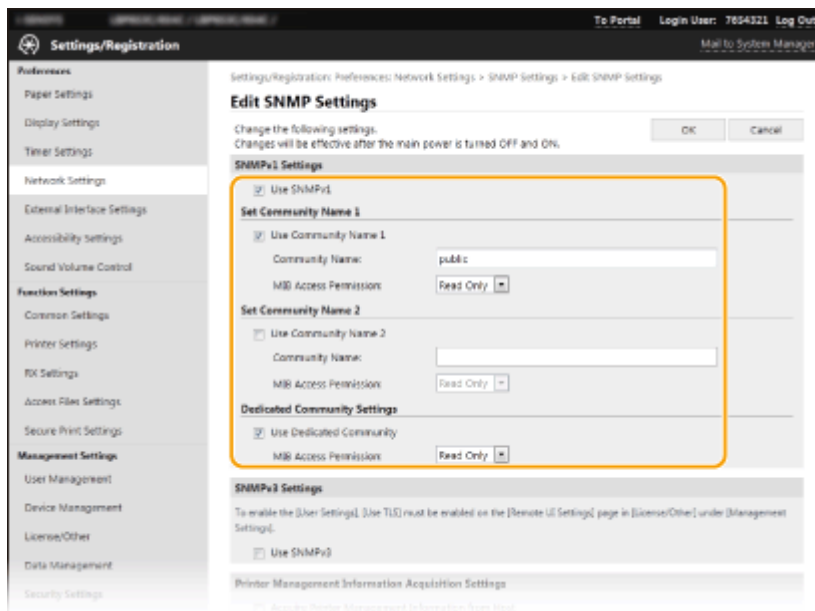 To Portal Login User: 7654321 Log Out
Settings/Registration
Mail to System Manager
Preferences
Paper Settings
Display Settings
Timer Settings
Network Settings
External Interface Settings
Accessibility Settings
Sound Volume Control
Function Settings
Common Settings
Printer Settings
RX Settings
Access Files Settings
Secure Print Settings
Management Settings
User Management
Device Management
License/Other
Data Management
Security Settings
Settings/Registration: Preferences: Network Settings > SNMP Settings > Edit SNMP Settings
Edit SNMP Settings
Change the following settings.
Changes will be effective after the main power is turned OFF and ON.
OK Cancel
SNMPv1 Settings
Use SNMPv1
Set Community Name 1
Use Community Name 1
Community Name: public
MIB Access Permission: Read Only
Set Community Name 2
Use Community Name 2
Community Name:
MIB Access Permission: Read Only
Dedicated Community Settings
Use Dedicated Community
MIB Access Permission: Read Only
SNMPv3 Settings
To enable the [User Settings], [Use TLS] must be enabled on the [Remote UI Settings] page in [License/Other] under [Management
Settings].
Use SNMPv3
Printer Management Information Acquisition Settings
Acquire Printer Management Information from Host